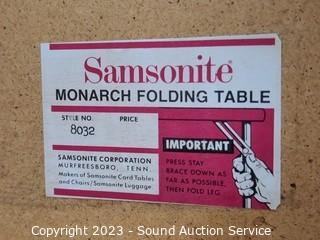 Samsonite®
MONARCH FOLDING TABLE
STYLE NO. PRICE
8032
SAMSONITE CORPORATION
MURFREESBORO, TENN.
Makers of Samsonite Card Tables
and Chairs/Samsonite Luggage
IMPORTANT
PRESS STAY
BRACE DOWN AS
FAR AS POSSIBLE,
THEN FOLD LEG
Copyright 2023 - Sound Auction Service